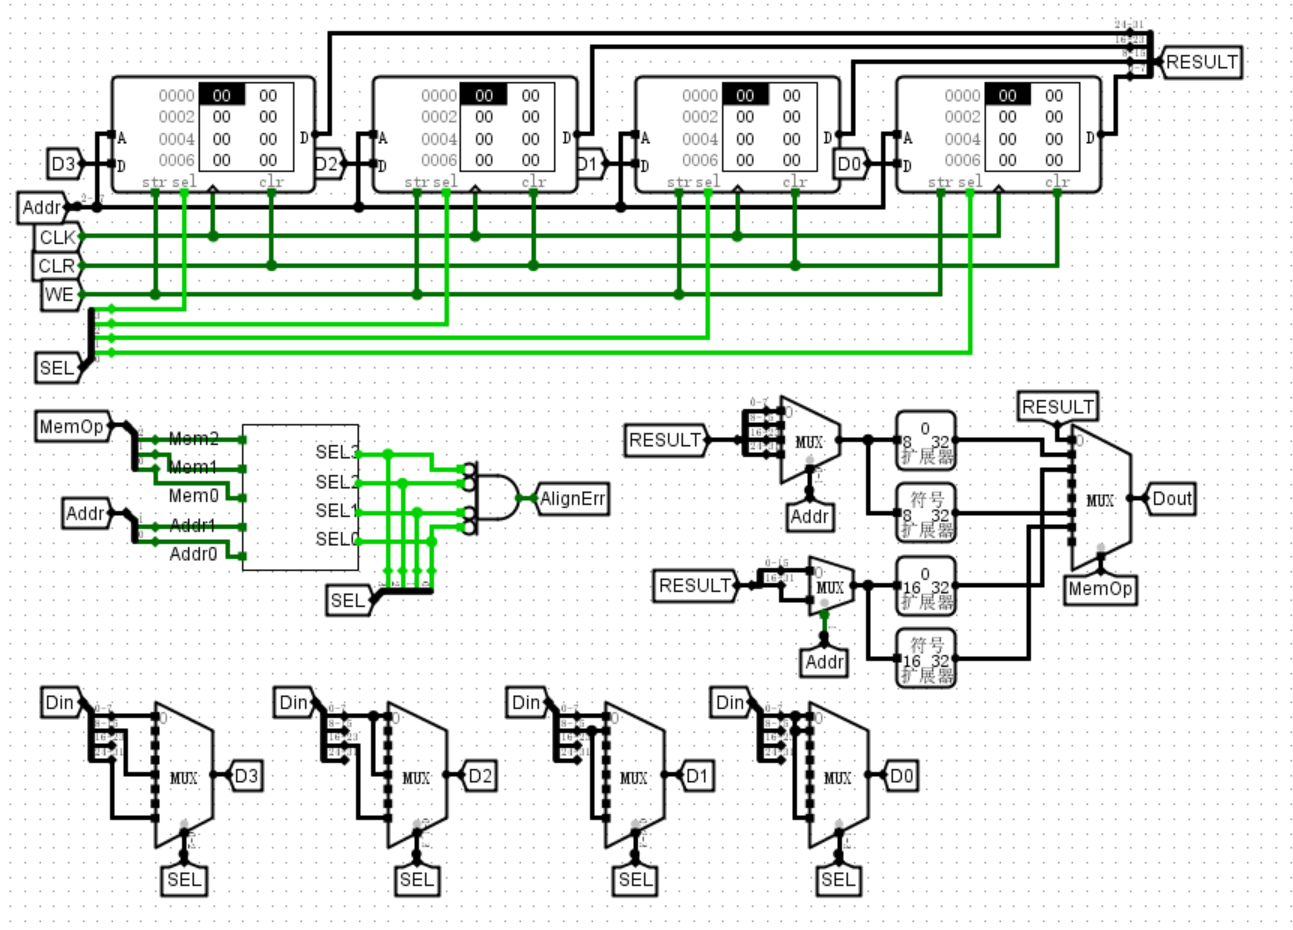 24-31
16-23
8-15
RESULT
0000 00 00
0002 00 00
0004 00 00
0006 00 00
A
D
D
str sel clr
0000 00 00
0002 00 00
0004 00 00
0006 00 00
A
D
D
str sel clr
0000 00 00
0002 00 00
0004 00 00
0006 00 00
A
D
D
str sel clr
0000 00 00
0002 00 00
0004 00 00
0006 00 00
A
D
D
str sel clr
D3
D2
D1
D0
Addr
CLK
CLR
WE
SEL
MemOp
Mem2
Mem1
Mem0
Addr
Addr1
Addr0
SEL3
SEL2
SEL1
SEL0
AlignErr
SEL
RESULT
0-7
MUX
Addr
0
8 32
扩展器
符号
8 32
扩展器
RESULT
0
MUX
Dout
MemOp
RESULT
0-15
16-31
0
MUX
Addr
0
16 32
扩展器
符号
16 32
扩展器
Din
0-7
8-15
16-23
24-31
0
MUX
D3
SEL
Din
0-7
8-15
16-23
24-31
0
MUX
D2
SEL
Din
0-7
8-15
16-23
24-31
0
MUX
D1
SEL
Din
0-7
8-15
16-23
24-31
0
MUX
D0
SEL